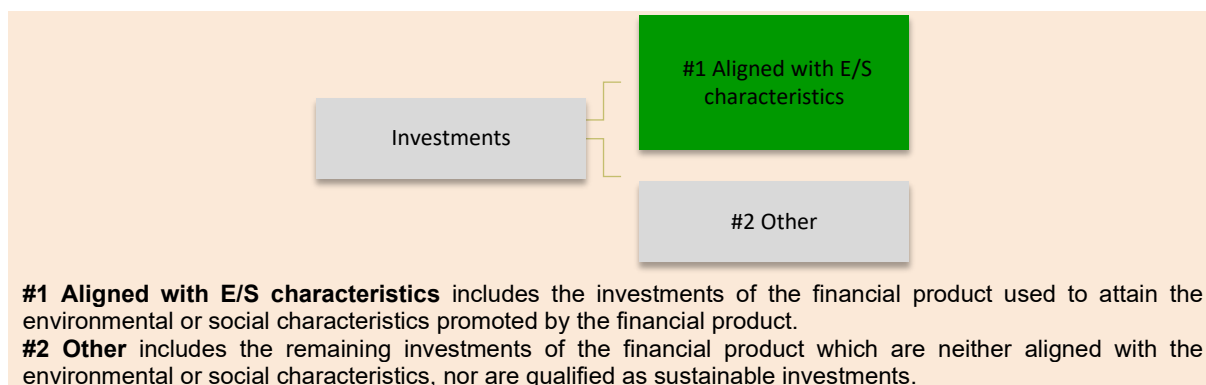 #1 Aligned with E/S
characteristics
Investments
#2 Other
#1 Aligned with E/S characteristics includes the investments of the financial product used to attain the
environmental or social characteristics promoted by the financial product.
#2 Other includes the remaining investments of the financial product which are neither aligned with the
environmental or social characteristics, nor are qualified as sustainable investments.